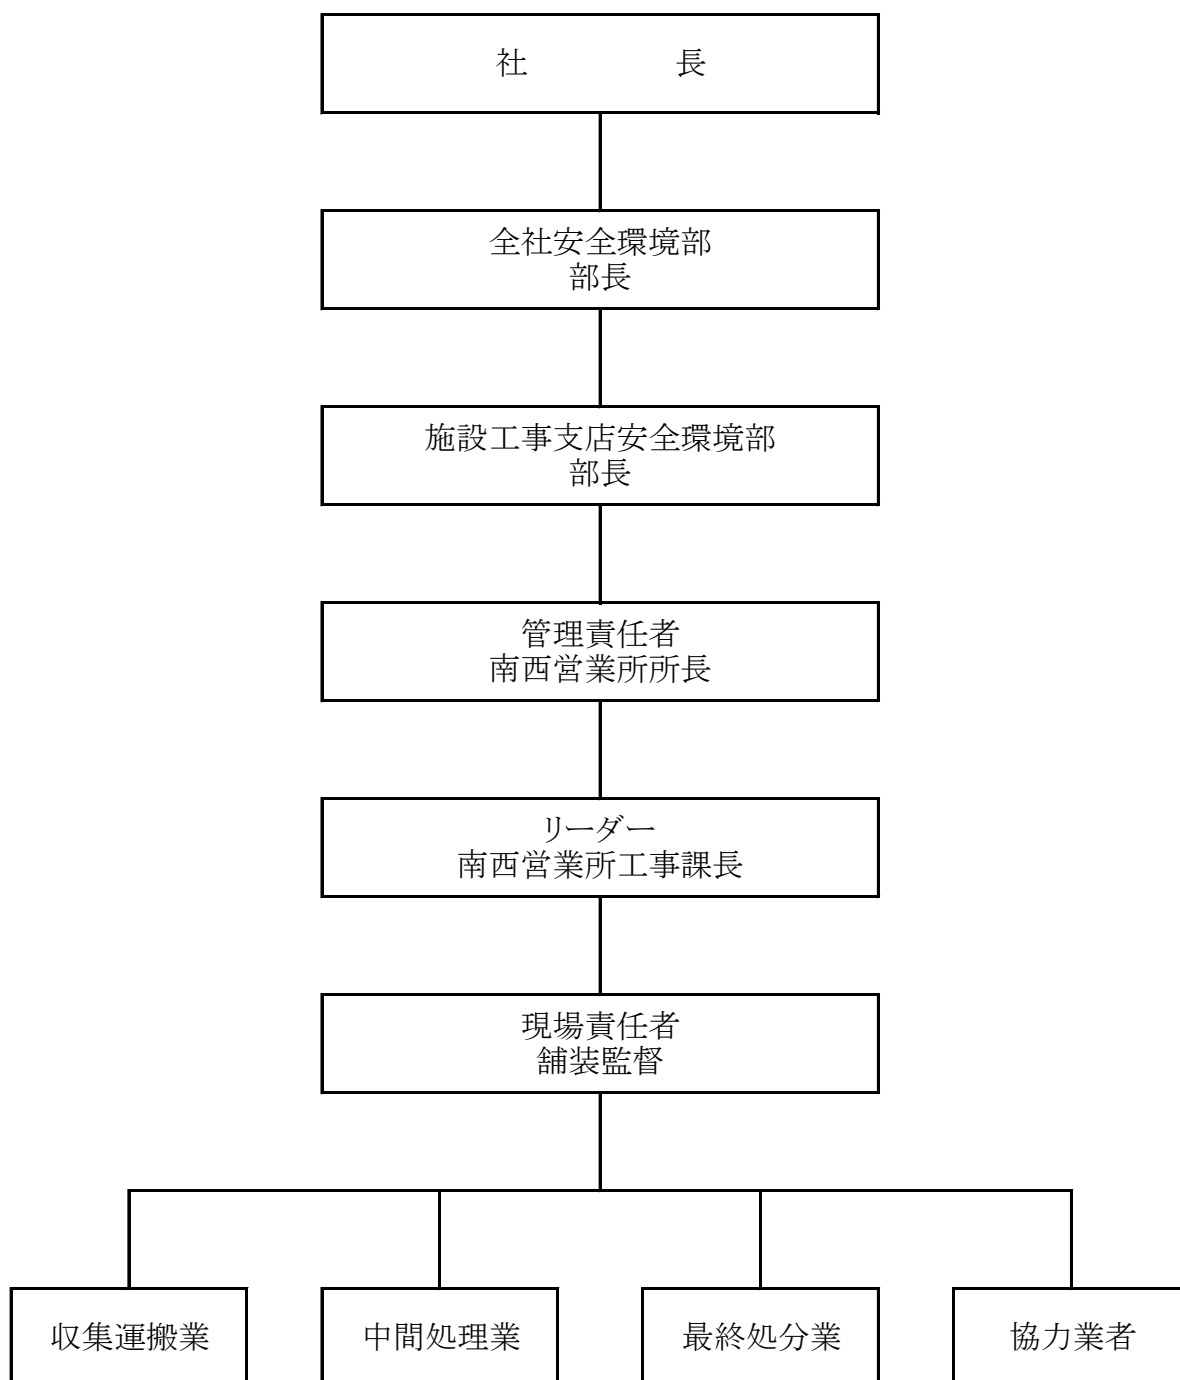 社　　　　長
全社安全環境部
部長
施設工事支店安全環境部
部長
管理責任者
南西営業所所長
リーダー
南西営業所工事課長
現場責任者
舗装監督
収集運搬業
中間処理業
最終処分業
協力業者